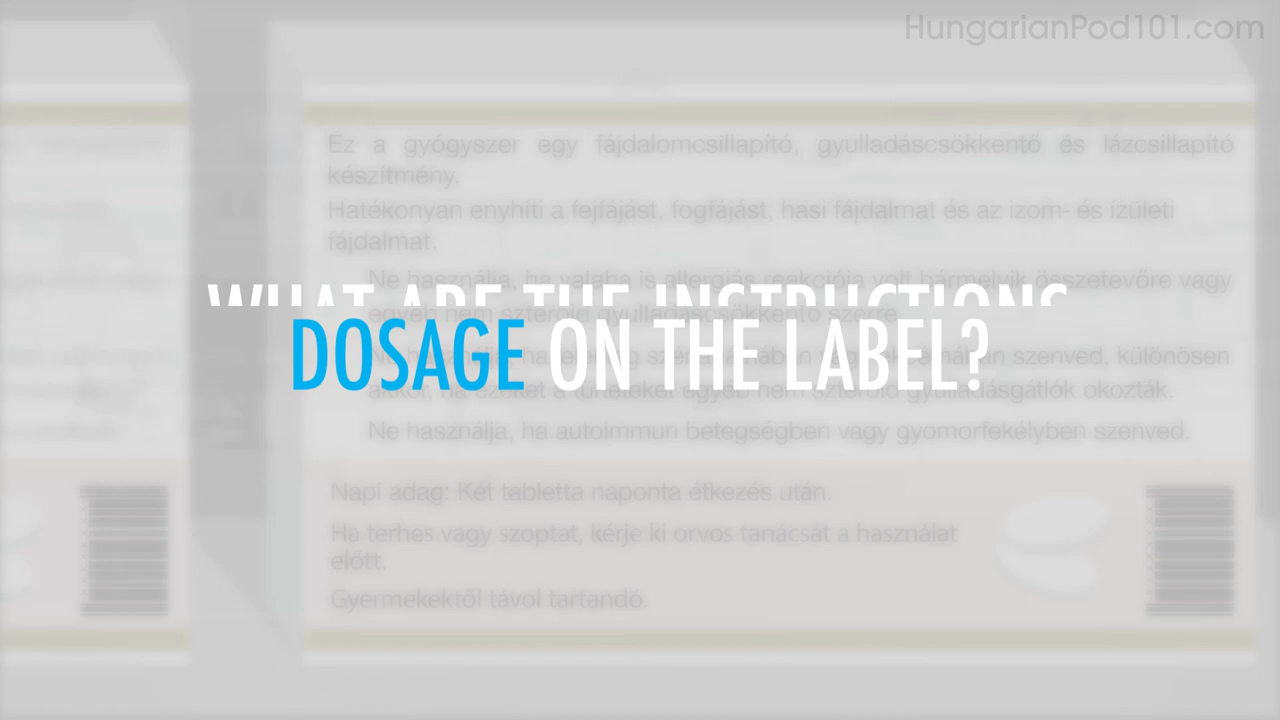 HungarianPod101.com
Ez a gyógyszer egy fájdalomcsillapító, gyulladáscsökkentő és lázcsillapító
készítmény.
Hatékonyan enyhíti a fejfájást, fogfájást, hasi fájdalmat és az izom- és ízületi
fájdalmat.
Ne használja, ha valaha is allergiás reakciója volt bármelyik összetevőre vagy
WHAT ARE THE INSTRUCTIONS
egyéb nem szteroid gyulladáscsökkentő szerre.
DOSAGE ON THE LABEL?
szenved, különösen
akkor, ha ezeket a tüneteket egyéb nem szteroid gyulladásgátlók okozták.
Ne használja, ha autoimmun betegségben vagy gyomorfekélyben szenved.
Napi adag: Két tabletta naponta étkezés után.
Ha terhes vagy szoptat, kérje ki orvos tanácsát a használat
előtt.
Gyermekektől távol tartandó.